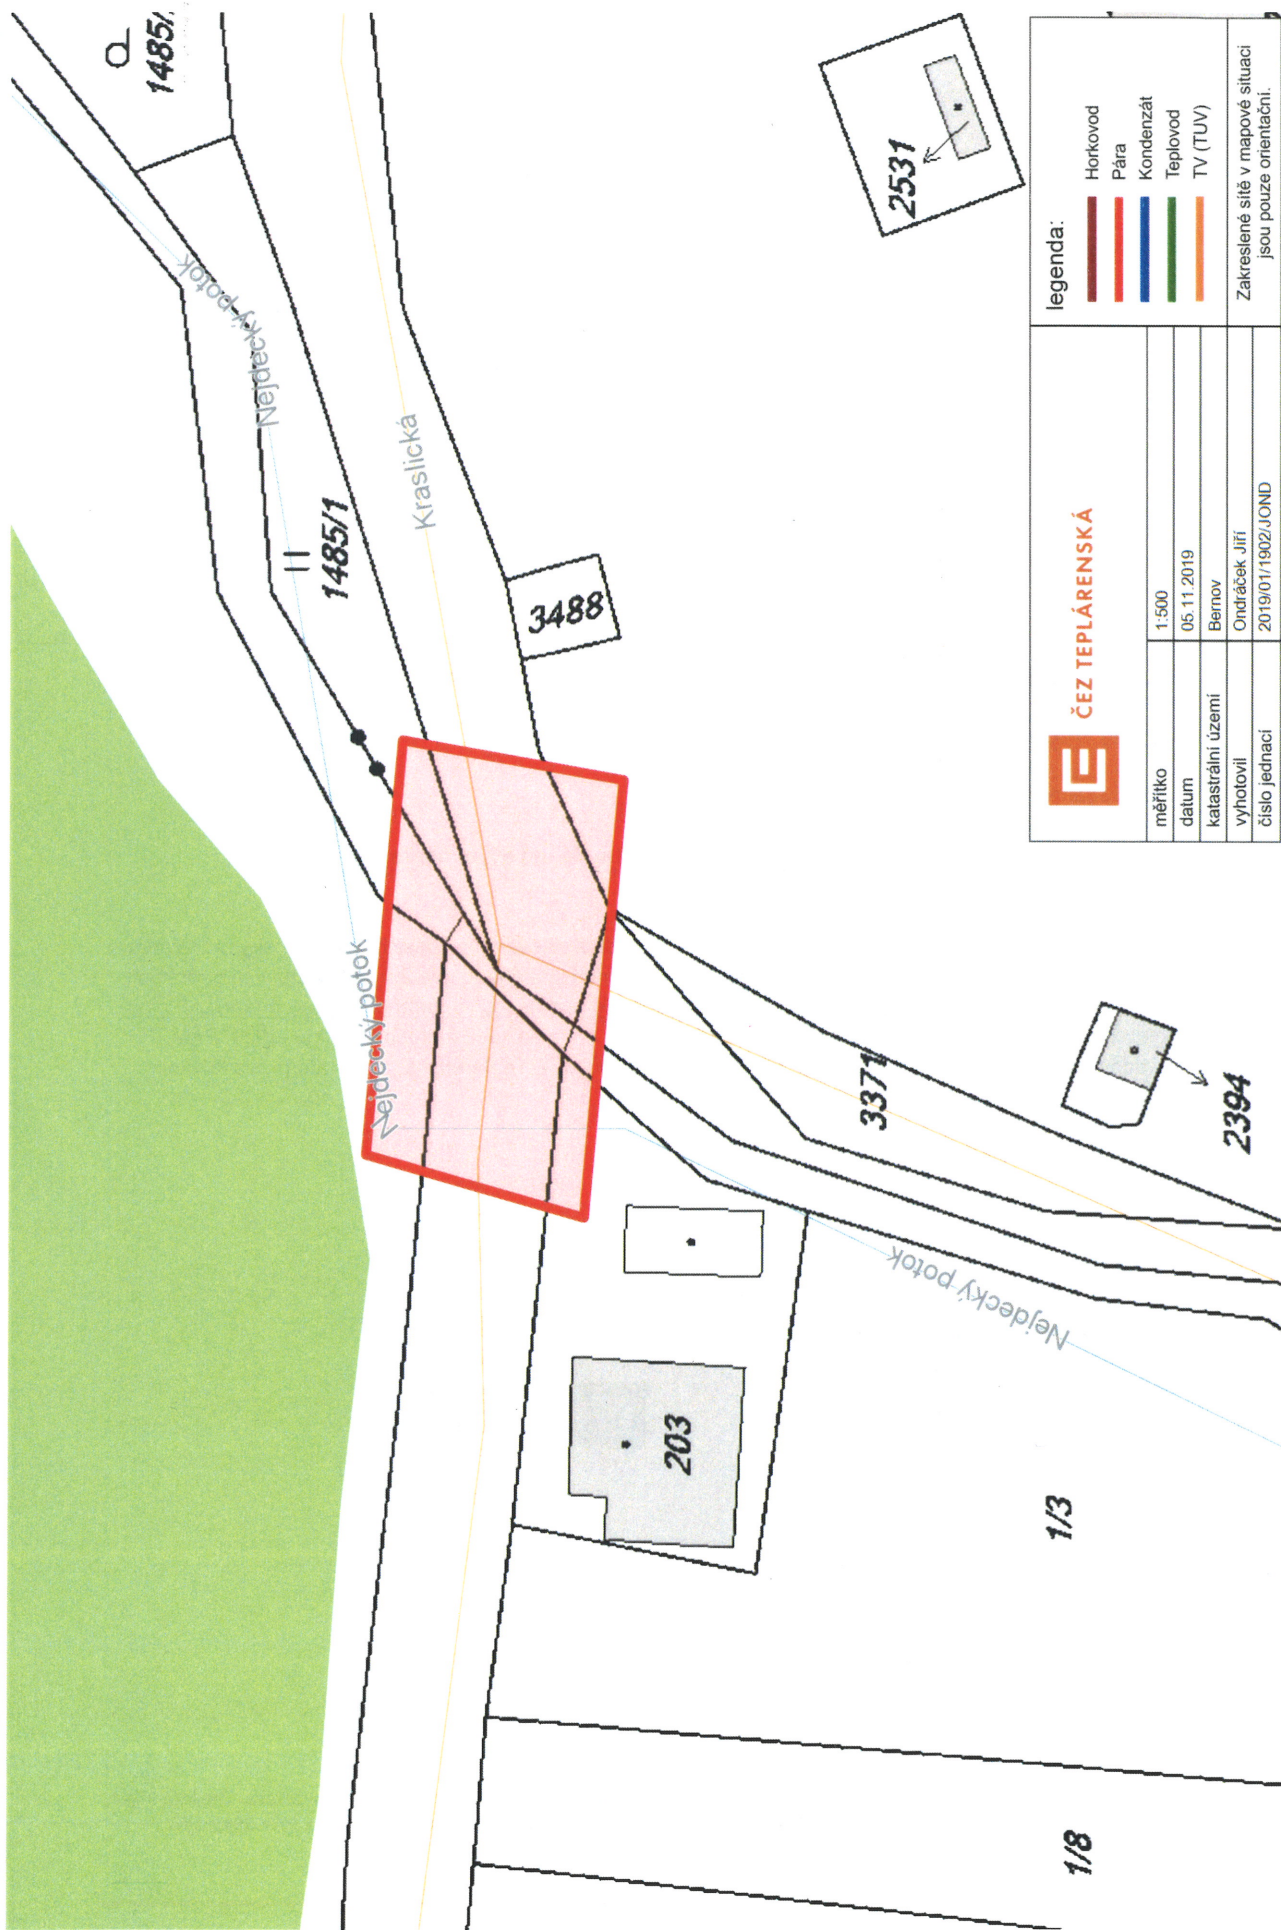 1485/
Nejdecký potok
Nejdecký potok
1485/1
Kraslická
3488
2531
Nejdecký potok
3371
2394
Nejdecký potok
203
1/3
1/8
ČEZ TEPLÁRENSKÁ
měřítko 1:500
datum 05.11.2019
katastrální území Bernov
vyhotovil Ondráček Jiří
číslo jednací 2019/01/1902/JOND
legenda:
Horkovod
Pára
Kondenzát
Teplovod
TV (TUV)
Zakreslené sítě v mapové situaci
jsou pouze orientační.